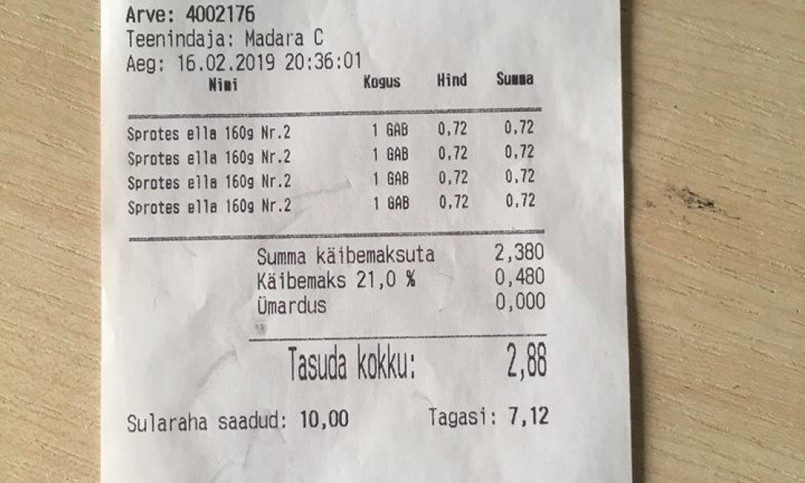 Arve: 4002176
Teenindaja: Madara C
Aeg: 16.02.2019 20:36:01
Nimi Kogus Hind Summa
Sprotes ella 160g Nr.2 1 GAB 0,72 0,72
Sprotes ella 160g Nr.2 1 GAB 0,72 0,72
Sprotes ella 160g Nr.2 1 GAB 0,72 0,72
Sprotes ella 160g Nr.2 1 GAB 0,72 0,72
Summa käibemaksuta 2,380
Käibemaks 21,0 % 0,480
Ümardus 0,000
Tasuda kokku: 2,88
Sularaha saadud: 10,00 Tagasi: 7,12